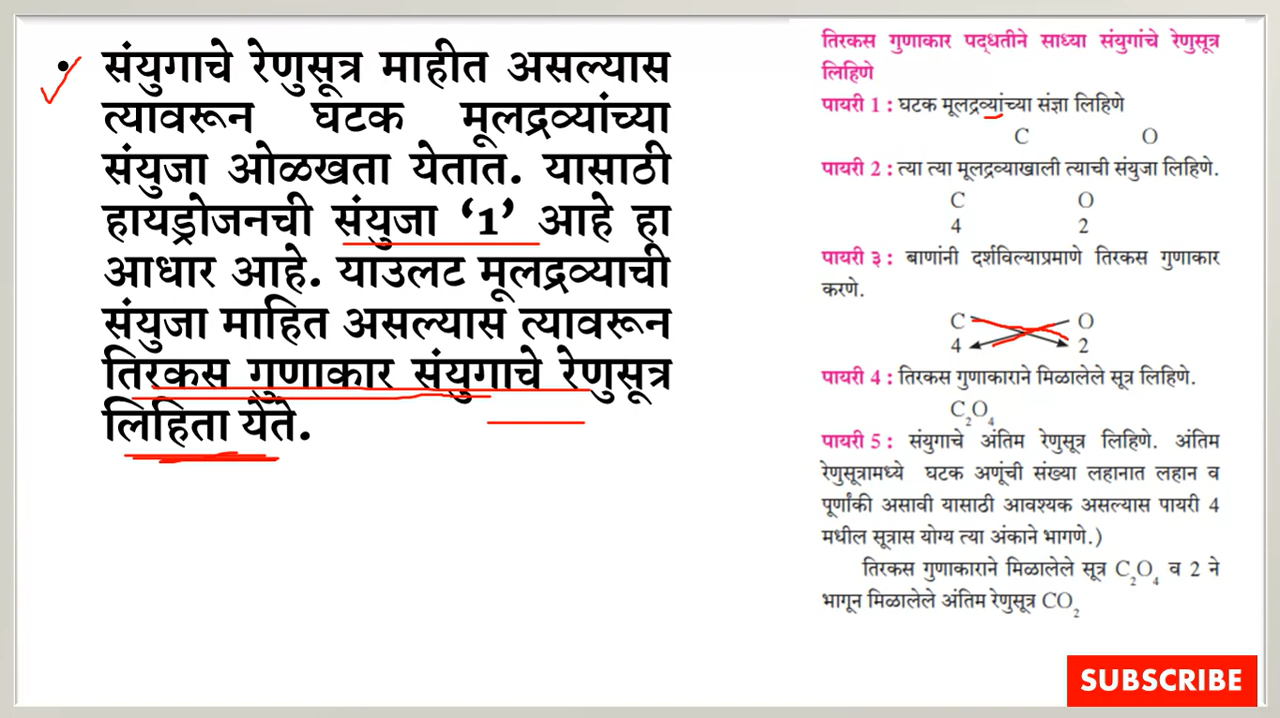 • संयुगाचे रेणुसूत्र माहीत असल्यास
त्यावरून घटक मूलद्रव्यांच्या
संयुजा ओळखता येतात. यासाठी
हायड्रोजनची संयुजा ‘1’ आहे हा
आधार आहे. याउलट मूलद्रव्याची
संयुजा माहित असल्यास त्यावरून
तिरकस गुणाकार संयुगाचे रेणुसूत्र
लिहिता येते.
तिरकस गुणाकार पद्धतीने साध्या संयुगांचे रेणुसूत्र
लिहिणे
पायरी 1 : घटक मूलद्रव्यांच्या संज्ञा लिहिणे
C O
पायरी 2 : त्या त्या मूलद्रव्याखाली त्याची संयुजा लिहिणे.
C O
4 2
पायरी ३ : बाणांनी दर्शविल्याप्रमाणे तिरकस गुणाकार
करणे.
C O
4 2
पायरी 4 : तिरकस गुणाकाराने मिळालेले सूत्र लिहिणे.
C₂O₄
पायरी 5 : संयुगाचे अंतिम रेणुसूत्र लिहिणे. अंतिम
रेणुसूत्रामध्ये घटक अणूंची संख्या लहानात लहान व
पूर्णांकी असावी यासाठी आवश्यक असल्यास पायरी 4
मधील सूत्रास योग्य त्या अंकाने भागणे.)
तिरकस गुणाकाराने मिळालेले सूत्र C₂O₄ व 2 ने
भागून मिळालेले अंतिम रेणुसूत्र CO₂
SUBSCRIBE